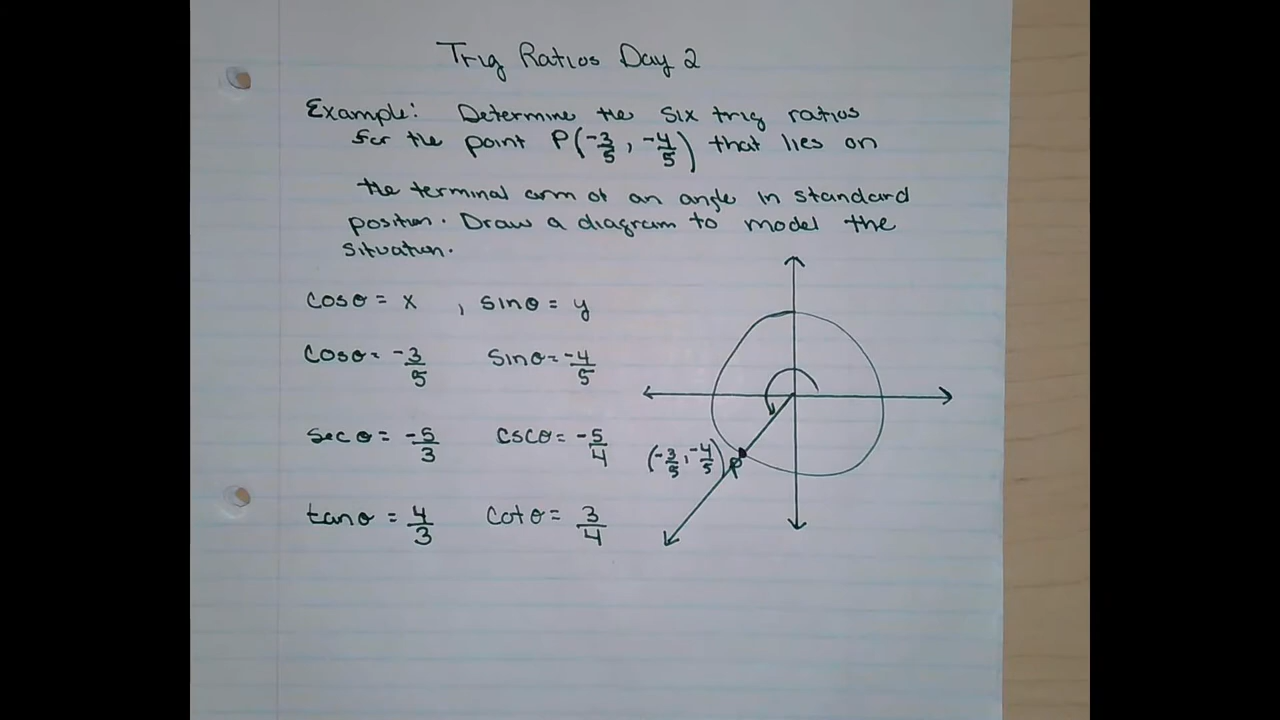 Trig Ratios Day 2
Example: Determine the six trig ratios
for the point P(-3/5, -4/5) that lies on
the terminal arm of an angle in standard
position. Draw a diagram to model the
situation.
cosθ = x , sinθ = y
cosθ = -3/5 sinθ = -4/5
secθ = -5/3 cscθ = -5/4
(-3/5, -4/5) P
tanθ = 4/3 cotθ = 3/4